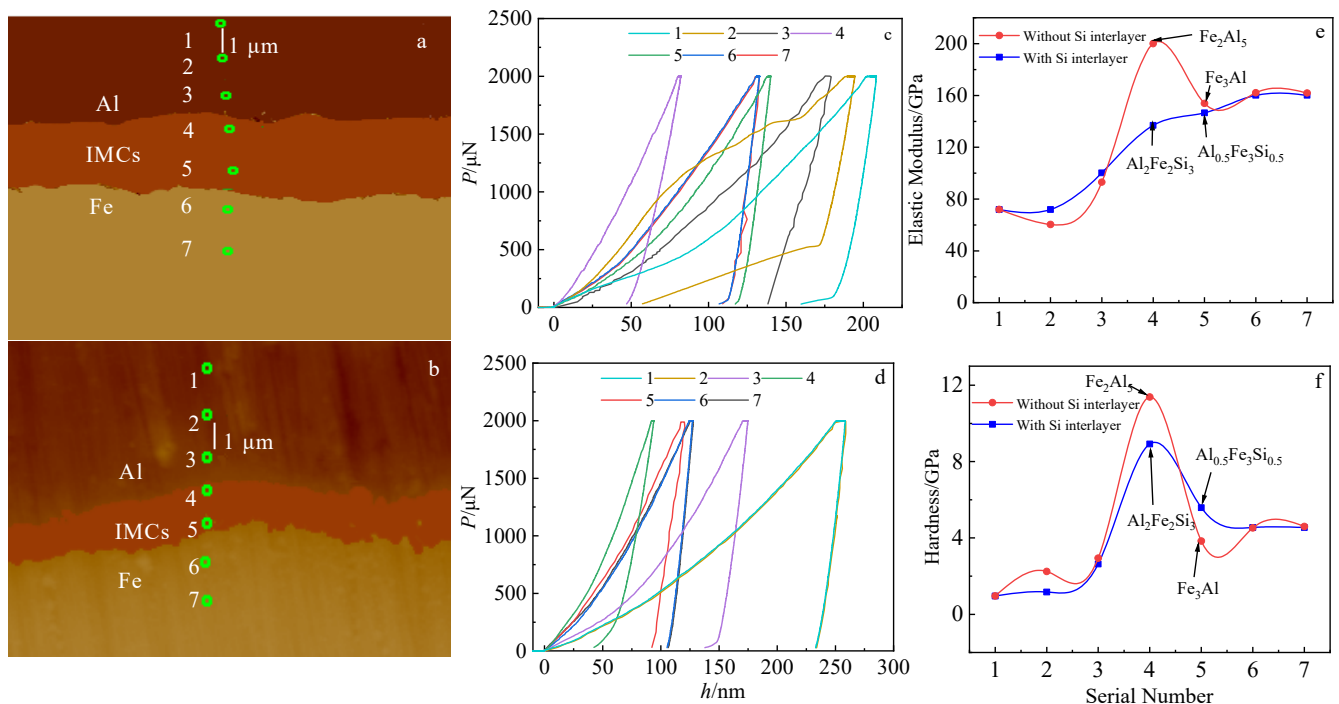 a
1
1 μm
2
Al
3
4
IMCs
5
Fe
6
7
b
1
2
1 μm
3
Al
4
IMCs
5
6
Fe
7
c
2500
2000
1500
1000
500
0
P/μN
1 2 3 4
5 6 7
0 50 100 150 200
d
2500
2000
1500
1000
500
0
P/μN
1 2 3 4
5 6 7
0 50 100 150 200 250 300
h/nm
e
Without Si interlayer
With Si interlayer
Fe₂Al₅
Fe₃Al
Al₂Fe₂Si₃
Al₀.₅Fe₃Si₀.₅
200
160
120
80
40
0
Elastic Modulus/GPa
1 2 3 4 5 6 7
f
Fe₂Al₅
Without Si interlayer
With Si interlayer
Al₀.₅Fe₃Si₀.₅
Al₂Fe₂Si₃
Fe₃Al
12
8
4
0
Hardness/GPa
1 2 3 4 5 6 7
Serial Number